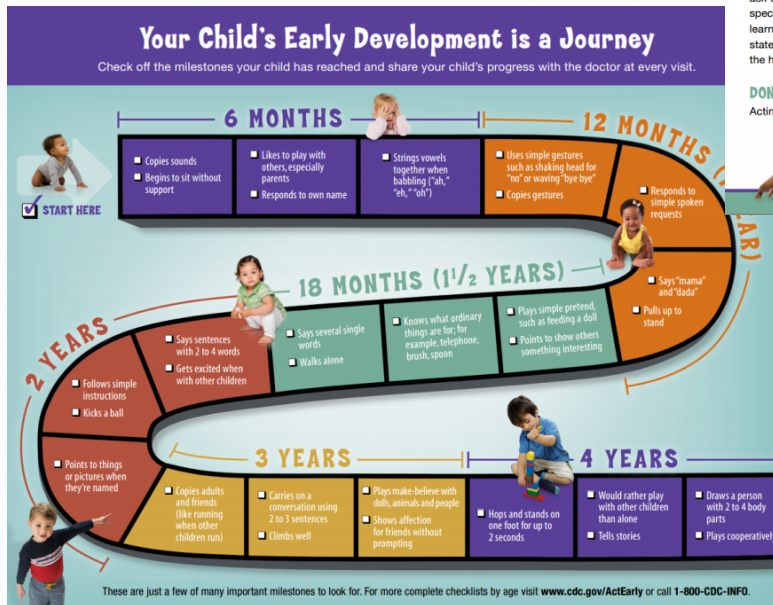 Your Child's Early Development is a Journey
Check off the milestones your child has reached and share your child's progress with the doctor at every visit.
START HERE
6 MONTHS
Copies sounds
Begins to sit without
support
Likes to play with
others, especially
parents
Responds to own name
Strings vowels
together when
babbling ("ah,"
"eh," "oh")
12 MONTHS (1
EAR)
Uses simple gestures
such as shaking head for
"no" or waving "bye bye"
Copies gestures
Responds to
simple spoken
requests
Says "mama"
and "dada"
Pulls up to
stand
18 MONTHS (1 1/2 YEARS)
Plays simple pretend,
such as feeding a doll
Points to show others
something interesting
Knows what ordinary
things are for; for
example, telephone,
brush, spoon
Says several single
words
Walks alone
2 YEARS
Says sentences
with 2 to 4 words
Gets excited when
with other children
Follows simple
instructions
Kicks a ball
Points to things
or pictures when
they're named
3 YEARS
Copies adults
and friends
(like running
when other
children run)
Carries on a
conversation using
2 to 3 sentences
Climbs well
Plays make-believe with
dolls, animals and people
Shows affection
for friends without
prompting
4 YEARS
Hops and stands on
one foot for up to
2 seconds
Would rather play
with other children
than alone
Tells stories
Draws a person
with 2 to 4 body
parts
Plays cooperatively
These are just a few of many important milestones to look for. For more complete checklists by age visit www.cdc.gov/ActEarly or call 1-800-CDC-INFO.
spec
learn
state
the h
DON
Actin